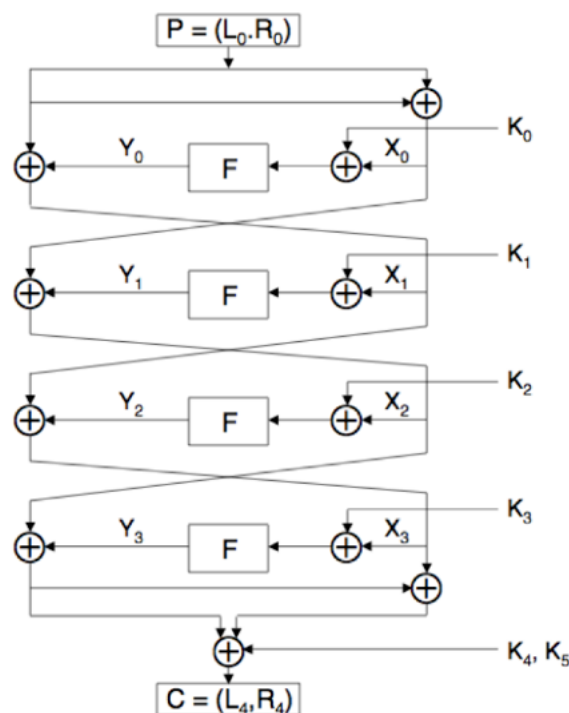 P = (L₀.R₀)
K₀
Y₀ F X₀
K₁
Y₁ F X₁
K₂
Y₂ F X₂
K₃
Y₃ F X₃
K₄, K₅
C = (L₄,R₄)